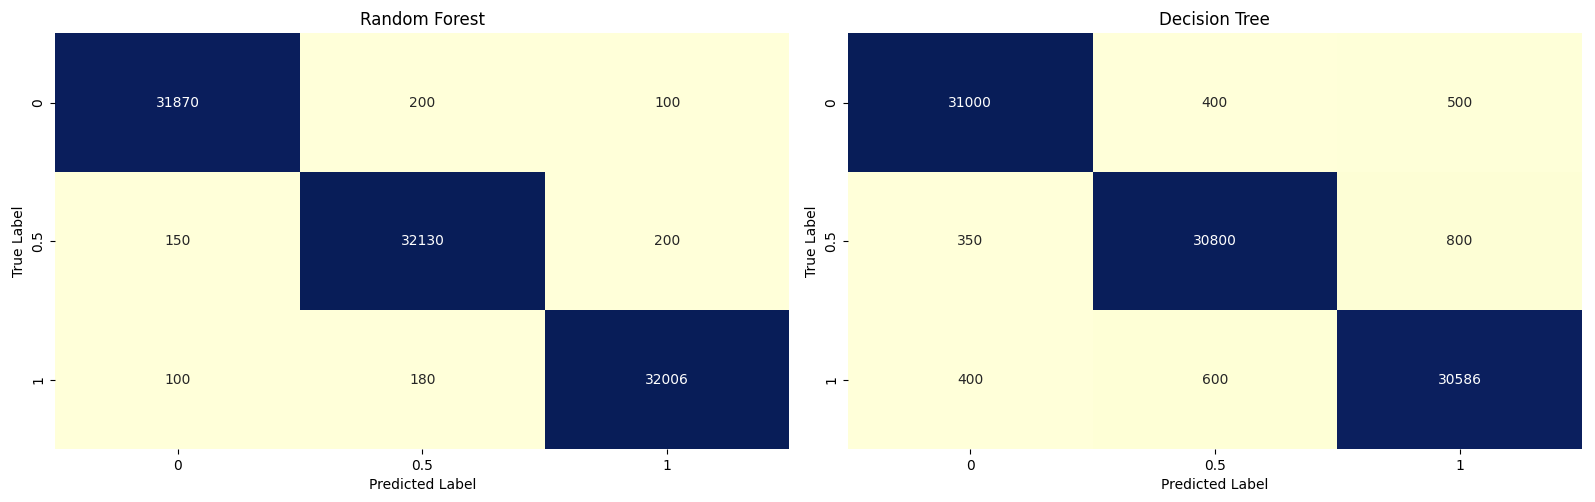 Random Forest
True Label
0 31870 200 100
0.5 150 32130 200
1 100 180 32006
0 0.5 1
Predicted Label
Decision Tree
True Label
0 31000 400 500
0.5 350 30800 800
1 400 600 30586
0 0.5 1
Predicted Label